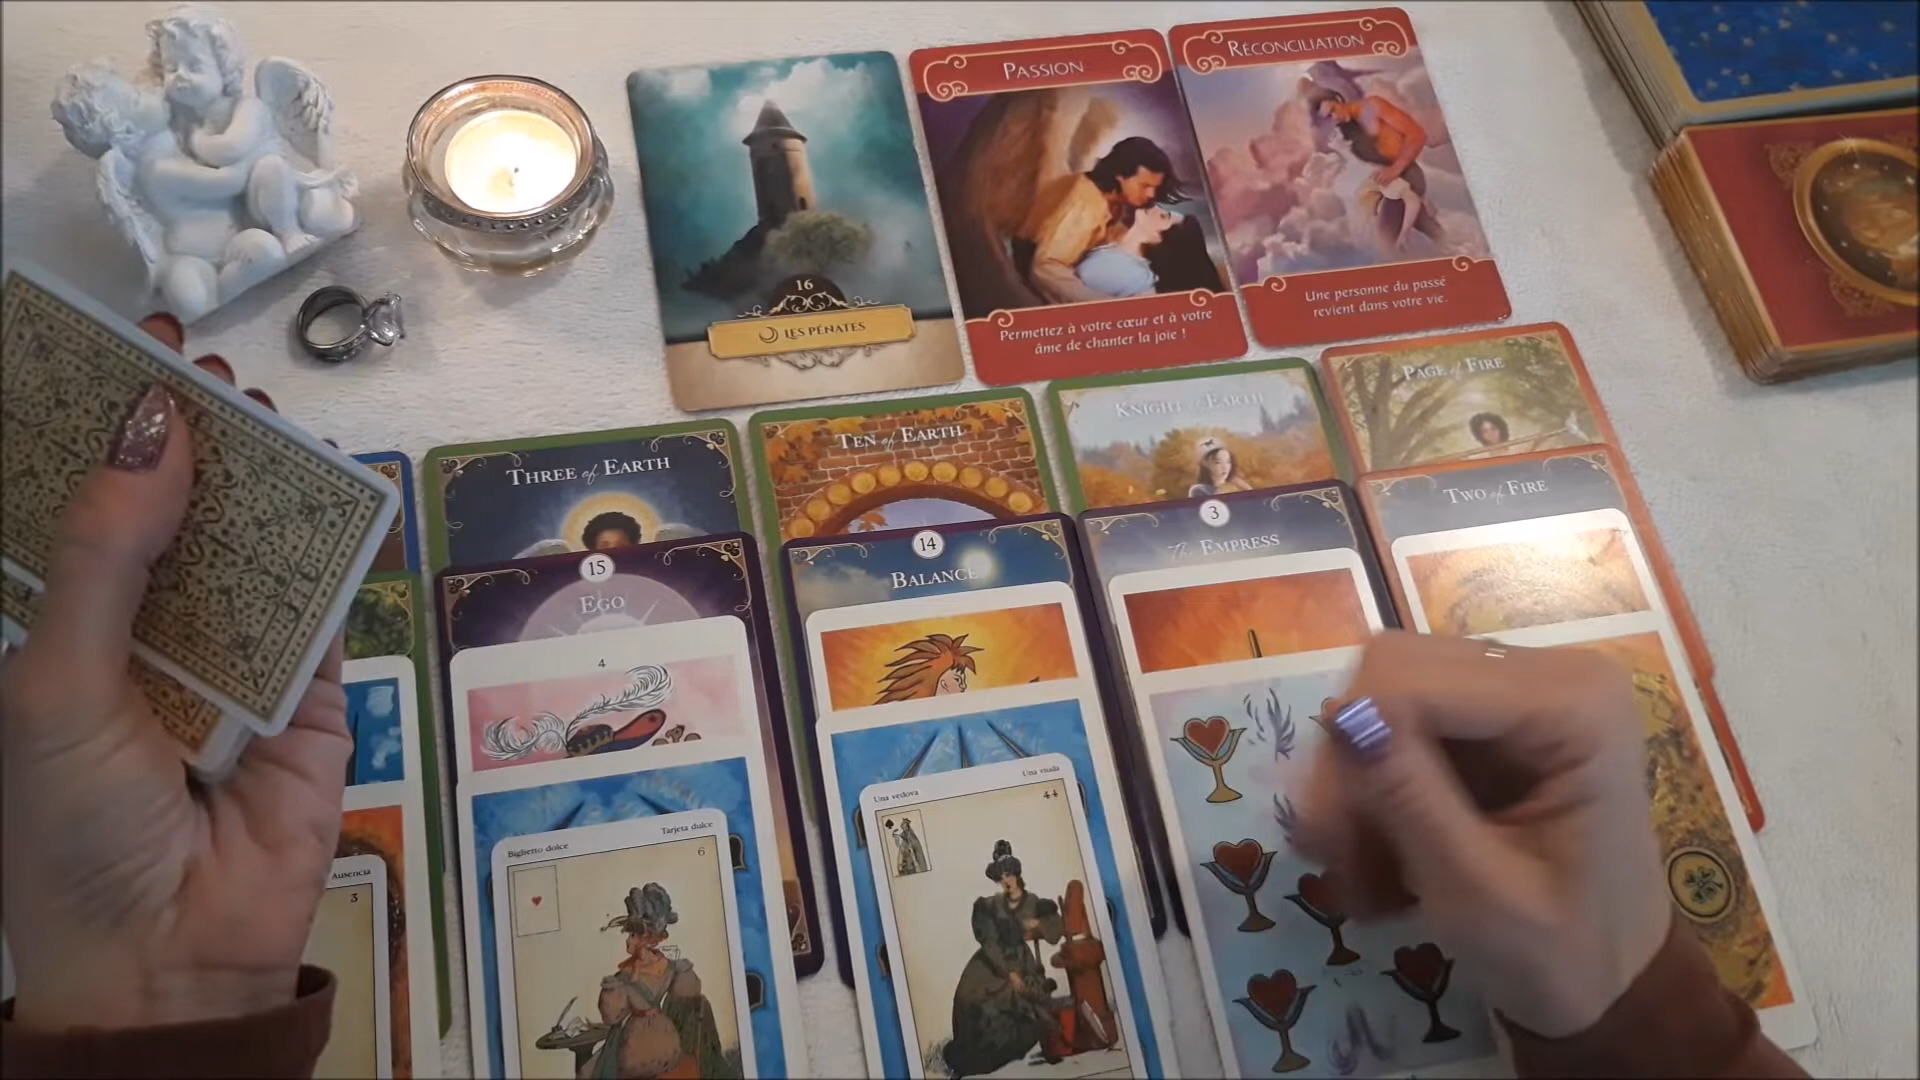 PASSION
RÉCONCILIATION
16
LES PÉNATES
Permettez à votre cœur et à votre
âme de chanter la joie !
Une personne du passé
revient dans votre vie.
THREE of EARTH
TEN of EARTH
KNIGHT of EARTH
PAGE of FIRE
15
EGO
14
BALANCE
3
The EMPRESS
TWO of FIRE
4
Ausencia
3
Biglietto dolce
Tarjeta dulce
6
Una vedova
Una viuda
44